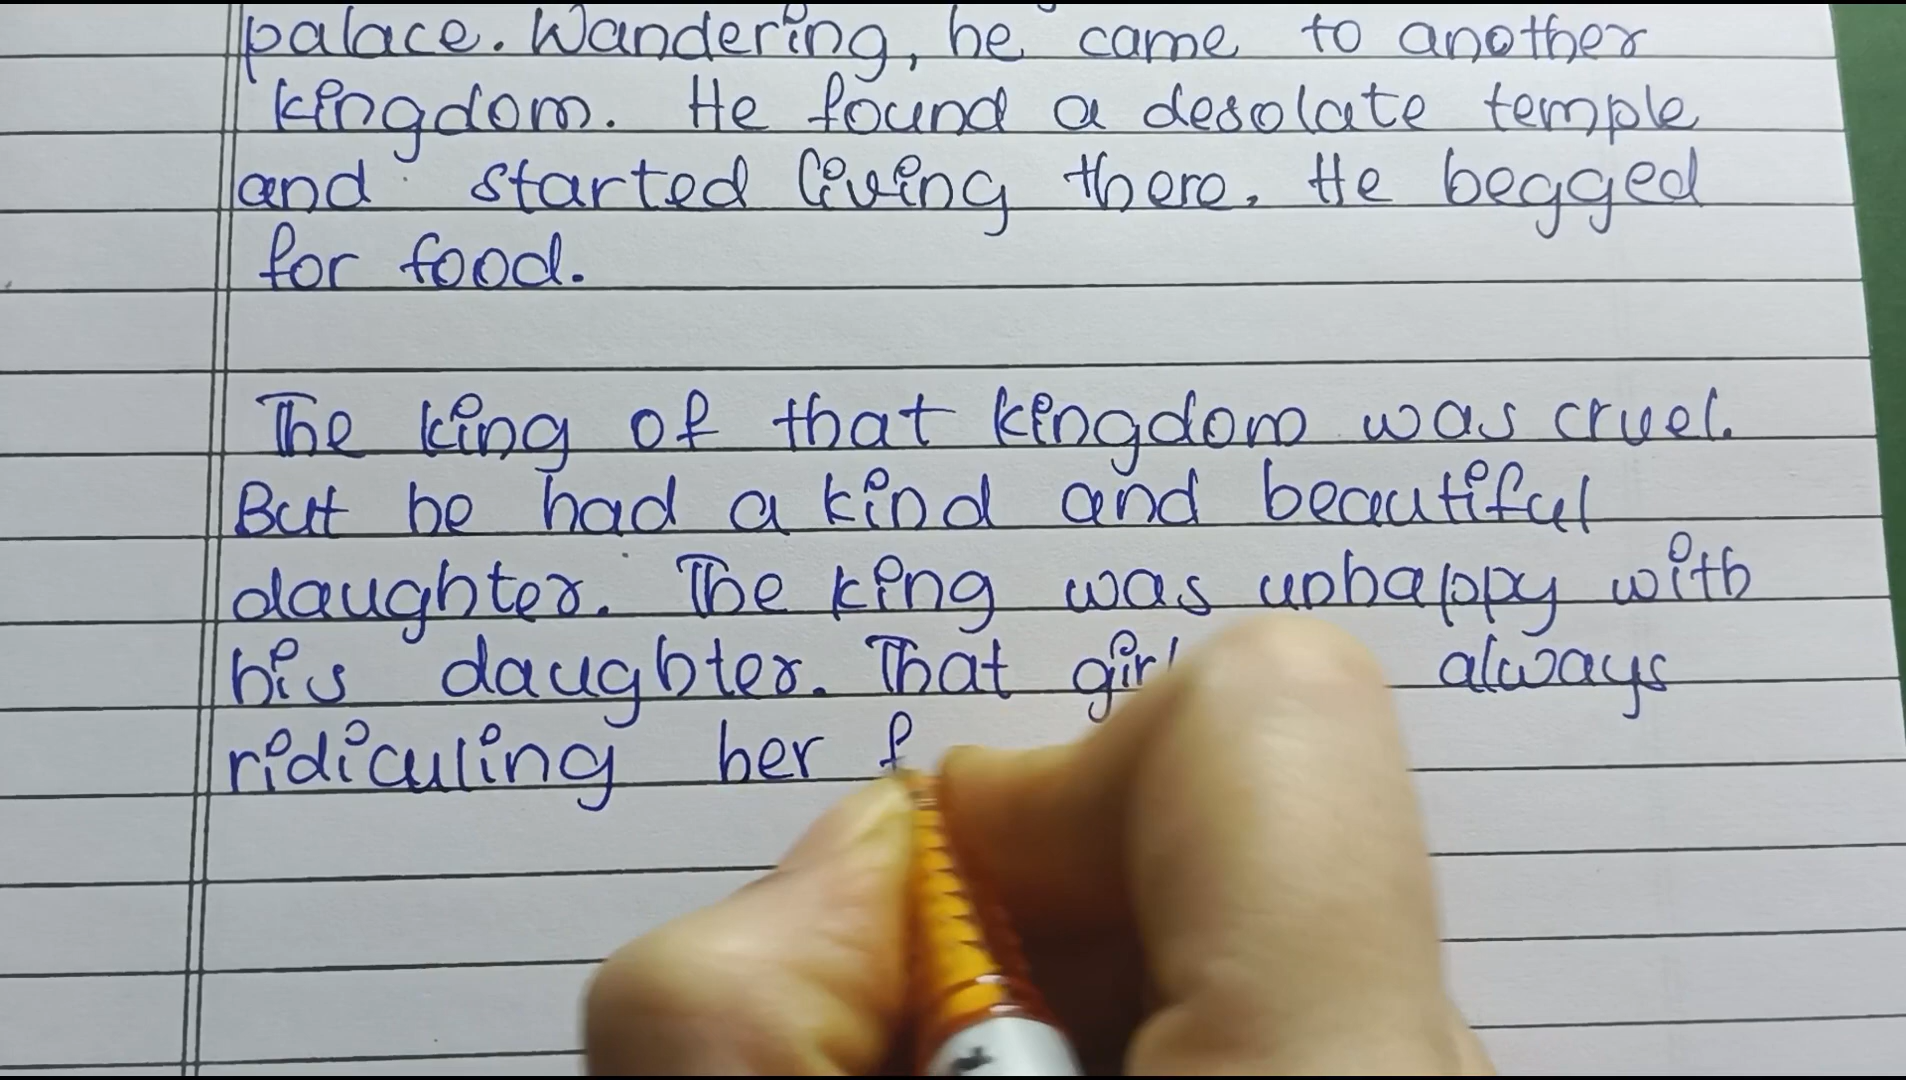 palace. Wandering, he came to another
kingdom. He found a desolate temple
and started living there. He begged
for food.
The king of that kingdom was cruel.
But he had a kind and beautiful
daughter. The king was unhappy with
his daughter. That girl always
ridiculing her